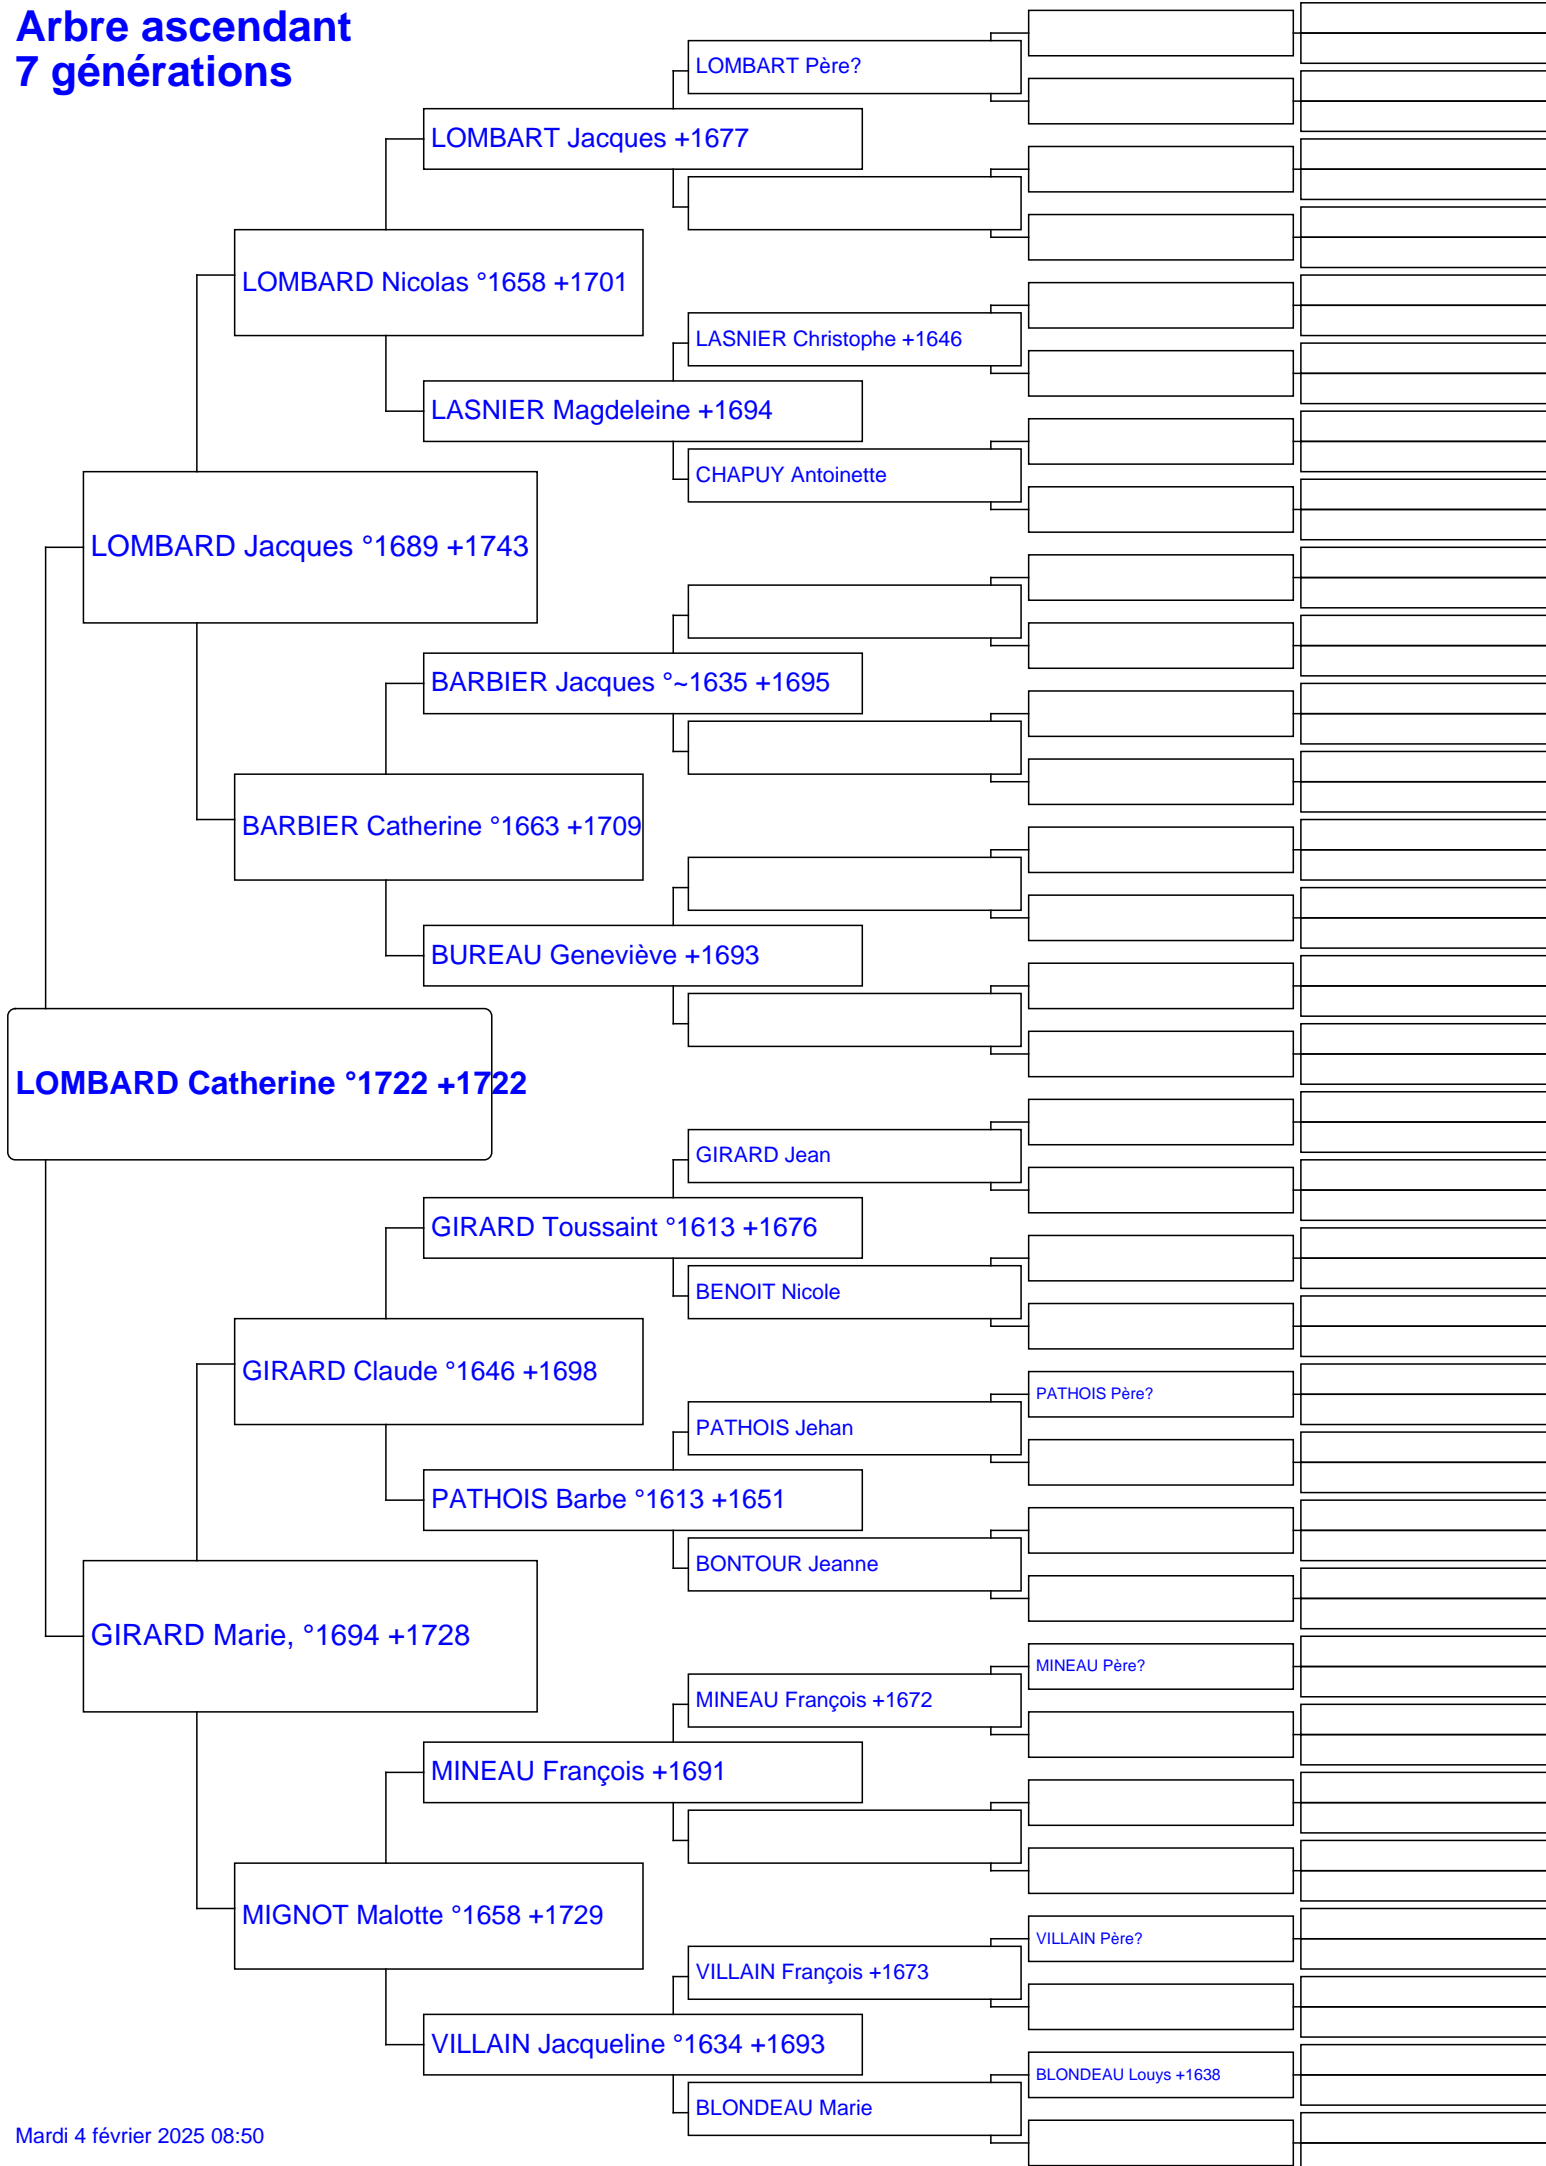 Arbre ascendant
7 générations
LOMBART Père?
LOMBART Jacques +1677
LOMBARD Nicolas °1658 +1701
LASNIER Christophe +1646
LASNIER Magdeleine +1694
CHAPUY Antoinette
LOMBARD Jacques °1689 +1743
BARBIER Jacques °~1635 +1695
BARBIER Catherine °1663 +1709
BUREAU Geneviève +1693
LOMBARD Catherine °1722 +1722
GIRARD Jean
GIRARD Toussaint °1613 +1676
BENOIT Nicole
GIRARD Claude °1646 +1698
PATHOIS Père?
PATHOIS Jehan
PATHOIS Barbe °1613 +1651
BONTOUR Jeanne
GIRARD Marie, °1694 +1728
MINEAU Père?
MINEAU François +1672
MINEAU François +1691
MIGNOT Malotte °1658 +1729
VILLAIN Père?
VILLAIN François +1673
VILLAIN Jacqueline °1634 +1693
BLONDEAU Louys +1638
BLONDEAU Marie
Mardi 4 février 2025 08:50